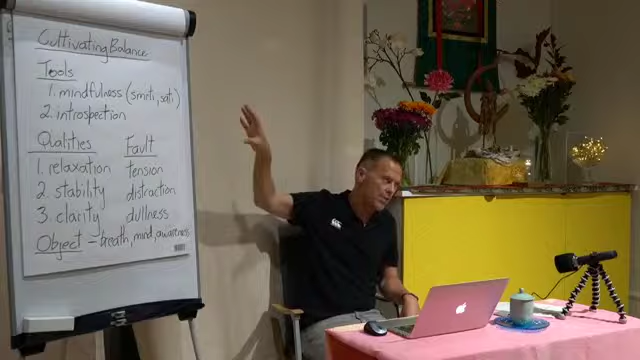 Cultivating Balance
Tools
1. mindfulness (smrti, sati)
2. introspection
Qualities Fault
1. relaxation tension
2. stability distraction
3. clarity dullness
Object – breath, mind, awareness